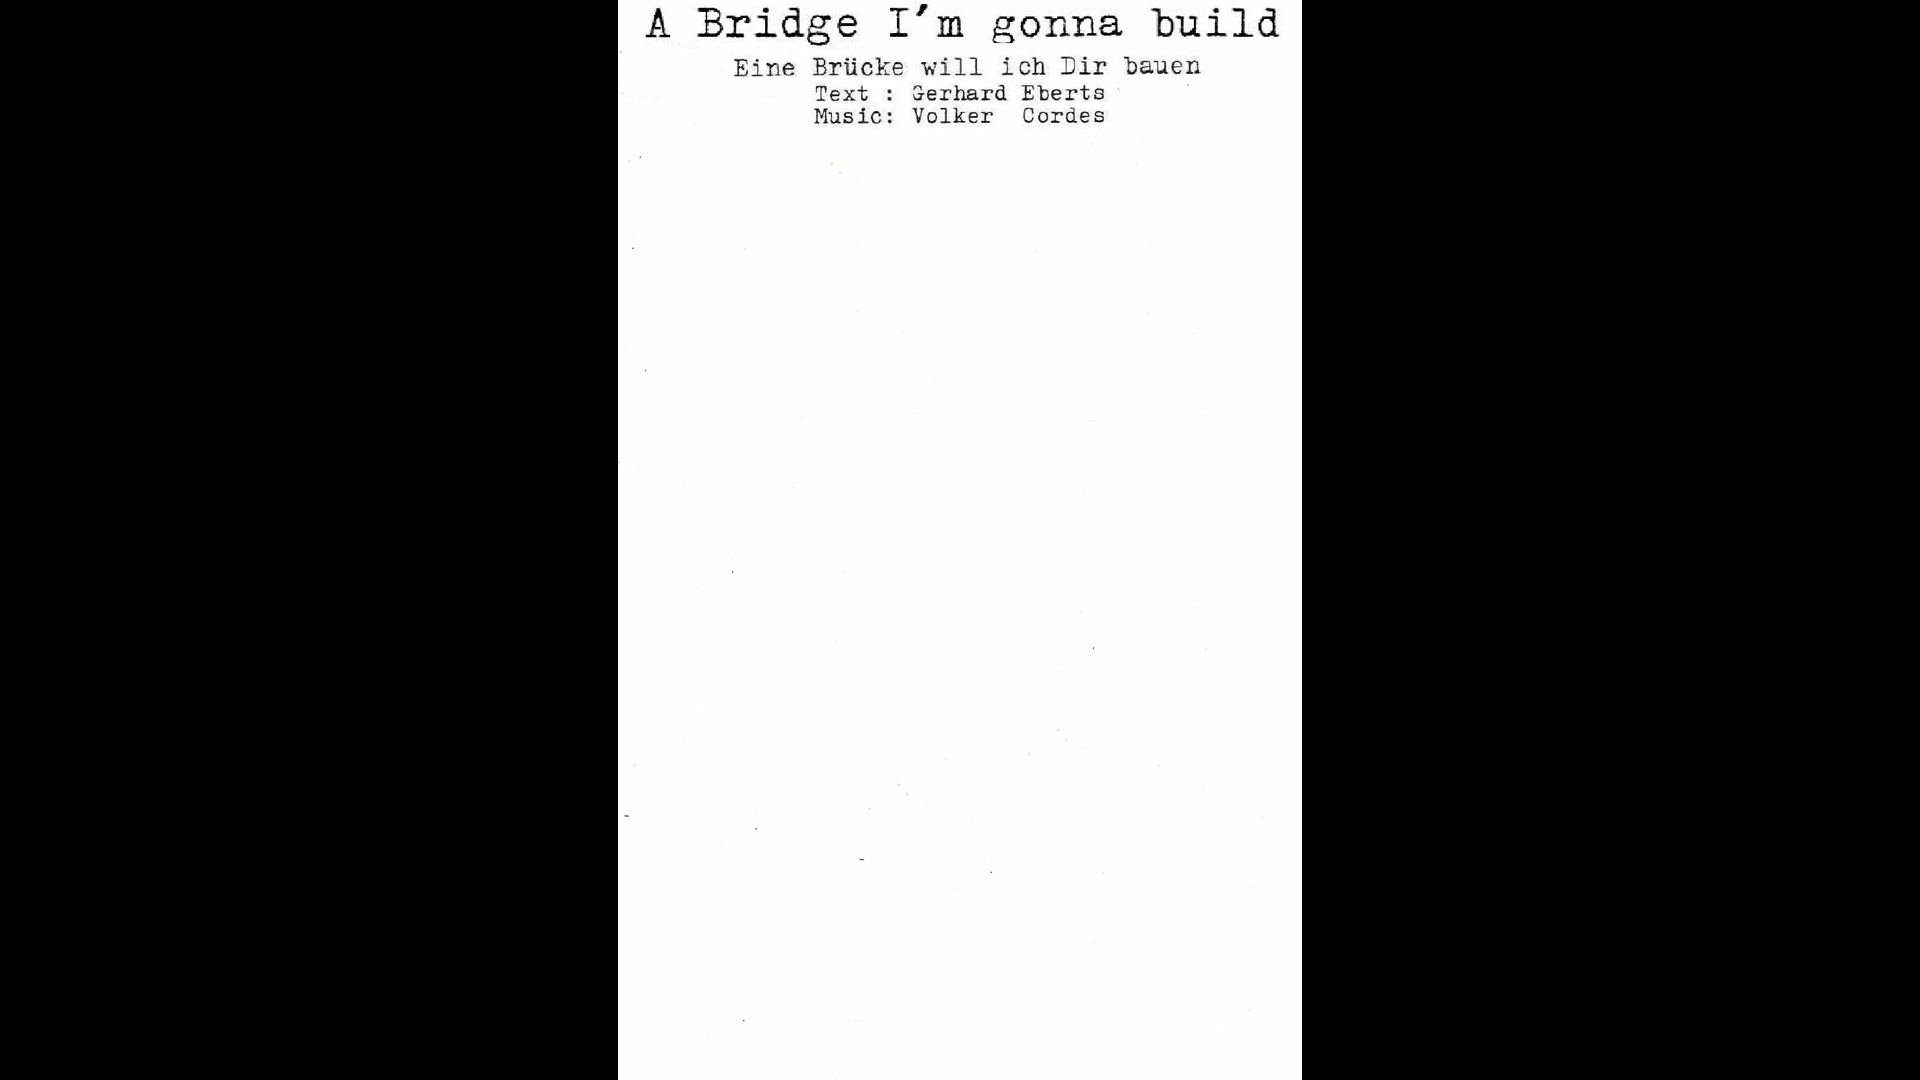 A Bridge I'm gonna build
Eine Brücke will ich Dir bauen
Text : Gerhard Eberts
Music: Volker Cordes